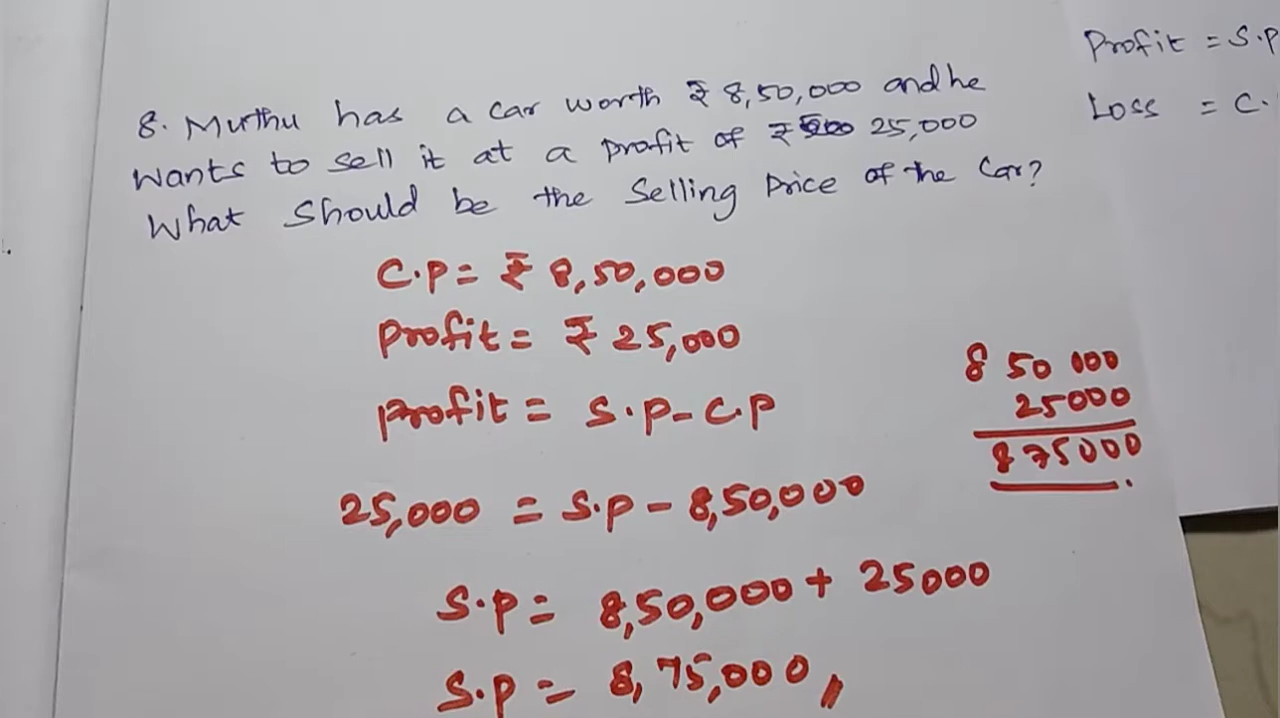 8. Muthu has a car worth ₹ 8,50,000 and he
wants to sell it at a profit of ₹ 25,000
What should be the selling price of the car?
C.P = ₹ 8,50,000
profit = ₹ 25,000
profit = S.P - C.P
25,000 = S.P - 8,50,000
S.P = 8,50,000 + 25000
S.P = 8,75,000
8 50 000
25000
875000
Profit = S.P
Loss = C.